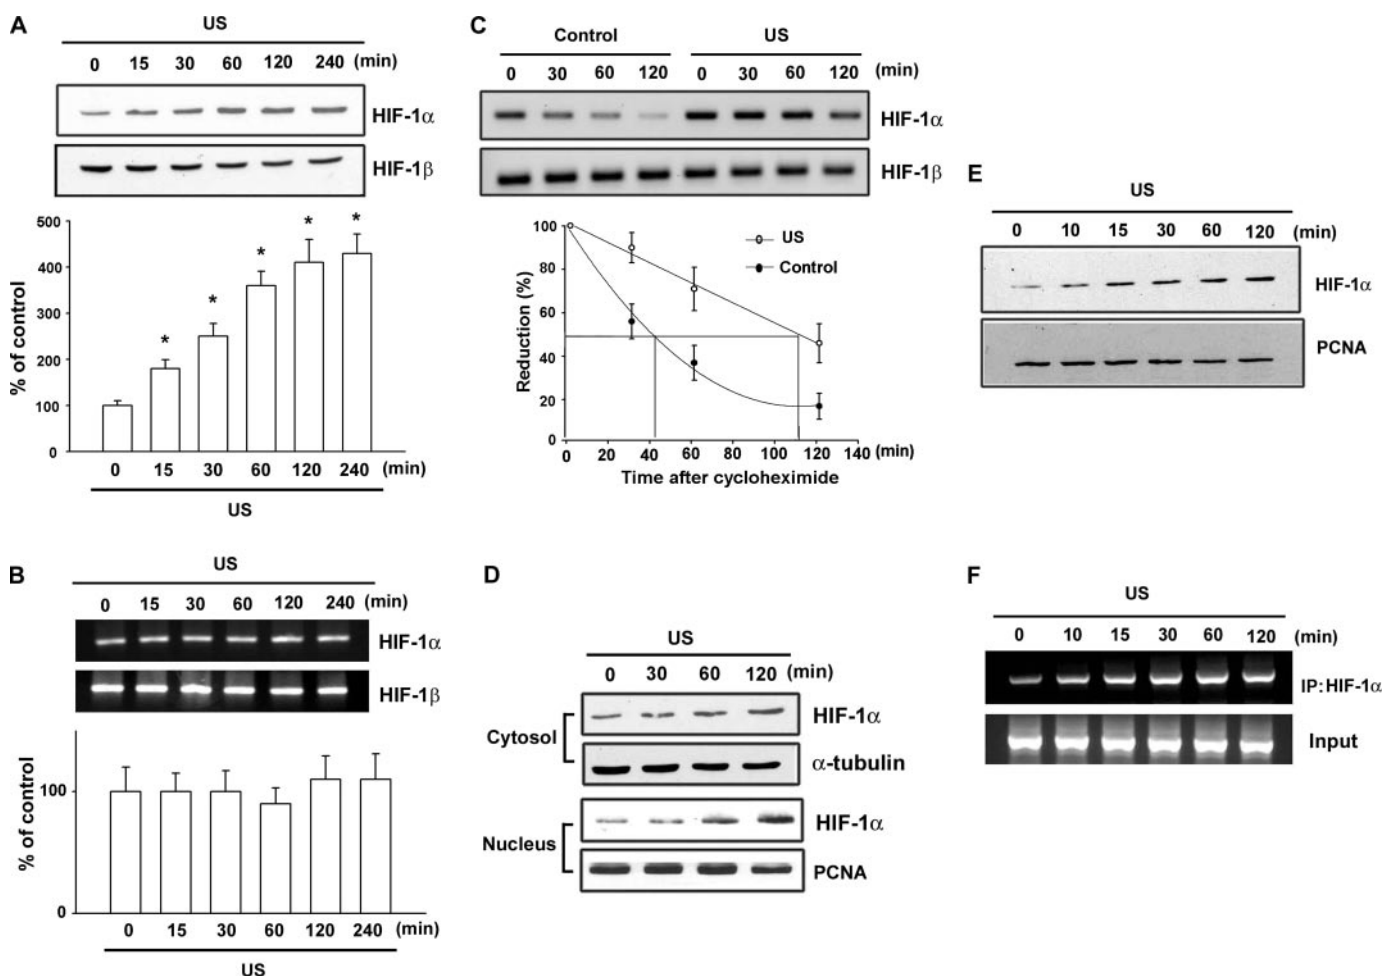 A
US
0 15 30 60 120 240 (min)
HIF-1α
HIF-1β
500
400
300
200
100
0
% of control
*
*
*
*
*
0 15 30 60 120 240 (min)
US
B
US
0 15 30 60 120 240 (min)
HIF-1α
HIF-1β
% of control
100
0
0 15 30 60 120 240 (min)
US
C
Control US
0 30 60 120 0 30 60 120 (min)
HIF-1α
HIF-1β
100
80
60
40
20
0
Reduction (%)
US
Control
0 20 40 60 80 100 120 140 (min)
Time after cycloheximide
D
US
0 30 60 120 (min)
Cytosol
HIF-1α
α-tubulin
Nucleus
HIF-1α
PCNA
E
US
0 10 15 30 60 120 (min)
HIF-1α
PCNA
F
US
0 10 15 30 60 120 (min)
IP:HIF-1α
Input